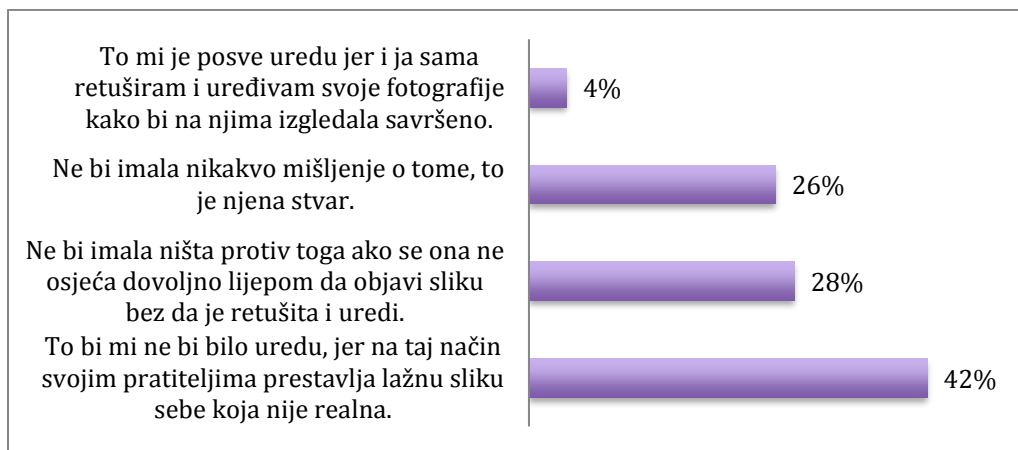 To mi je posve uredu jer i ja sama
retuširam i uređivam svoje fotografije
kako bi na njima izgledala savršeno.
4%
Ne bi imala nikakvo mišljenje o tome, to
je njena stvar.
26%
Ne bi imala ništa protiv toga ako se ona ne
osjeća dovoljno lijepom da objavi sliku
bez da je retušita i uredi.
28%
To bi mi ne bi bilo uredu, jer na taj način
svojim pratiteljima prestavlja lažnu sliku
sebe koja nije realna.
42%